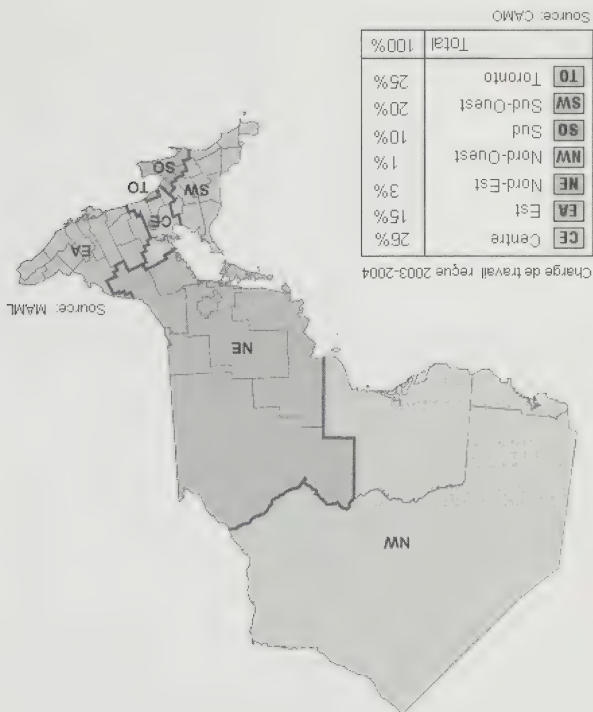 NW
NE
Source: MAML
EA
CE
TO
SW
SO
Charge de travail reçue 2003-2004
CE Centre 26%
EA Est 15%
NE Nord-Est 3%
NW Nord-Ouest 1%
SO Sud 10%
SW Sud-Ouest 20%
TO Toronto 25%
Total 100%
Source: CAMO